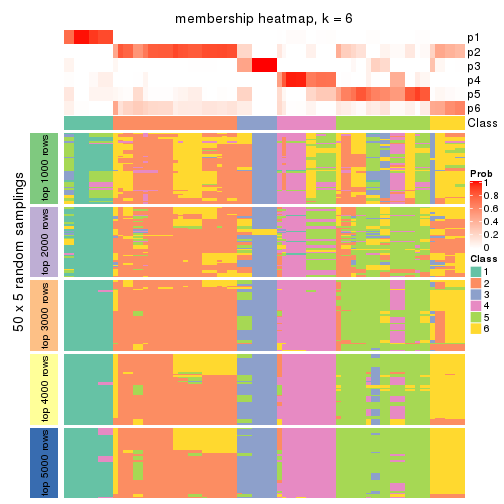 membership heatmap, k = 6
p1
p2
p3
p4
p5
p6
Class
50 x 5 random samplings
top 1000 rows
top 2000 rows
top 3000 rows
top 4000 rows
top 5000 rows
Prob
1
0.8
0.6
0.4
0.2
0
Class
1
2
3
4
5
6